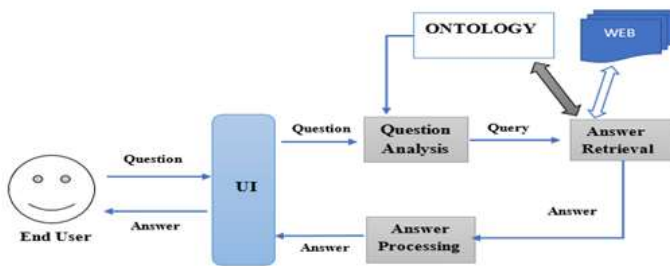 ONTOLOGY
WEB
Question
Question
Analysis
Query
Answer
Retrieval
Question
UI
Answer
End User
Answer
Answer
Processing
Answer